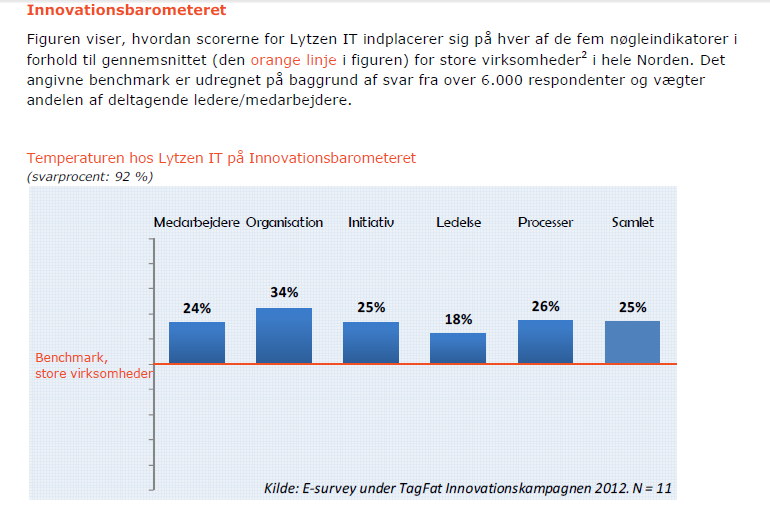 Innovationsbarometeret
Figuren viser, hvordan scorerne for Lytzen IT indplacerer sig på hver af de fem nøgleindikatorer i
forhold til gennemsnittet (den orange linje i figuren) for store virksomheder² i hele Norden. Det
angivne benchmark er udregnet på baggrund af svar fra over 6.000 respondenter og vægter
andelen af deltagende ledere/medarbejdere.
Temperaturen hos Lytzen IT på Innovationsbarometeret
(svarprocent: 92 %)
Medarbejdere Organisation Initiativ Ledelse Processer Samlet
24% 34% 25% 18% 26% 25%
Benchmark,
store virksomheder
Kilde: E-survey under TagFat Innovationskampagnen 2012. N = 11